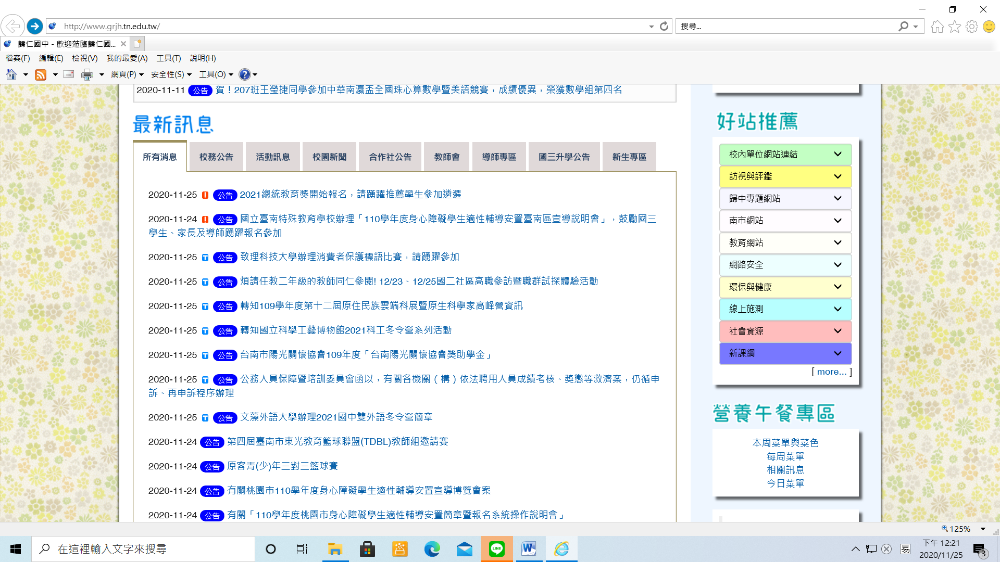 http://www.grjh.tn.edu.tw/
搜尋...
歸仁國中 - 歡迎蒞臨歸仁國...
檔案(F) 編輯(E) 檢視(V) 我的最愛(A) 工具(T) 說明(H)
網頁(P) 安全性(S) 工具(O)
2020-11-11 公告 賀！207班王瑩捷同學參加中華南瀛盃全國珠心算數學暨美語競賽，成績優異，榮獲數學組第四名
最新訊息
所有消息 校務公告 活動訊息 校園新聞 合作社公告 教師會 導師專區 國三升學公告 新生專區
2020-11-25 公告 2021總統教育獎開始報名，請踴躍推薦學生參加遴選
2020-11-24 公告 國立臺南特殊教育學校辦理「110學年度身心障礙學生適性輔導安置臺南區宣導說明會」，鼓勵國三
學生、家長及導師踴躍報名參加
2020-11-25 公告 致理科技大學辦理消費者保護標語比賽，請踴躍參加
2020-11-25 公告 煩請任教二年級的教師同仁參閱! 12/23、12/25國二社區高職參訪暨職群試探體驗活動
2020-11-25 公告 轉知109學年度第十二屆原住民族雲端科展暨原生科學家高峰營資訊
2020-11-25 公告 轉知國立科學工藝博物館2021科工冬令營系列活動
2020-11-25 公告 台南市陽光關懷協會109年度「台南陽光關懷協會獎助學金」
2020-11-25 公告 公務人員保障暨培訓委員會函以，有關各機關（構）依法聘用人員成績考核、獎懲等救濟案，仍循申
訴、再申訴程序辦理
2020-11-25 公告 文藻外語大學辦理2021國中雙外語冬令營簡章
2020-11-24 公告 第四屆臺南市東光教育籃球聯盟(TDBL)教師組邀請賽
2020-11-24 公告 原客青(少)年三對三籃球賽
2020-11-24 公告 有關桃園市110學年度身心障礙學生適性輔導安置宣導博覽會案
2020-11-24 公告 有關「110學年度桃園市身心障礙學生適性輔導安置簡章暨報名系統操作說明會」
好站推薦
校內單位網站連結
訪視與評鑑
歸中專題網站
南市網站
教育網站
網路安全
環保與健康
線上施測
社會資源
新課綱
[ more... ]
營養午餐專區
本周菜單與菜色
每周菜單
相關訊息
今日菜單
125%
在這裡輸入文字來搜尋
LINE
易
下午 12:21
2020/11/25
3